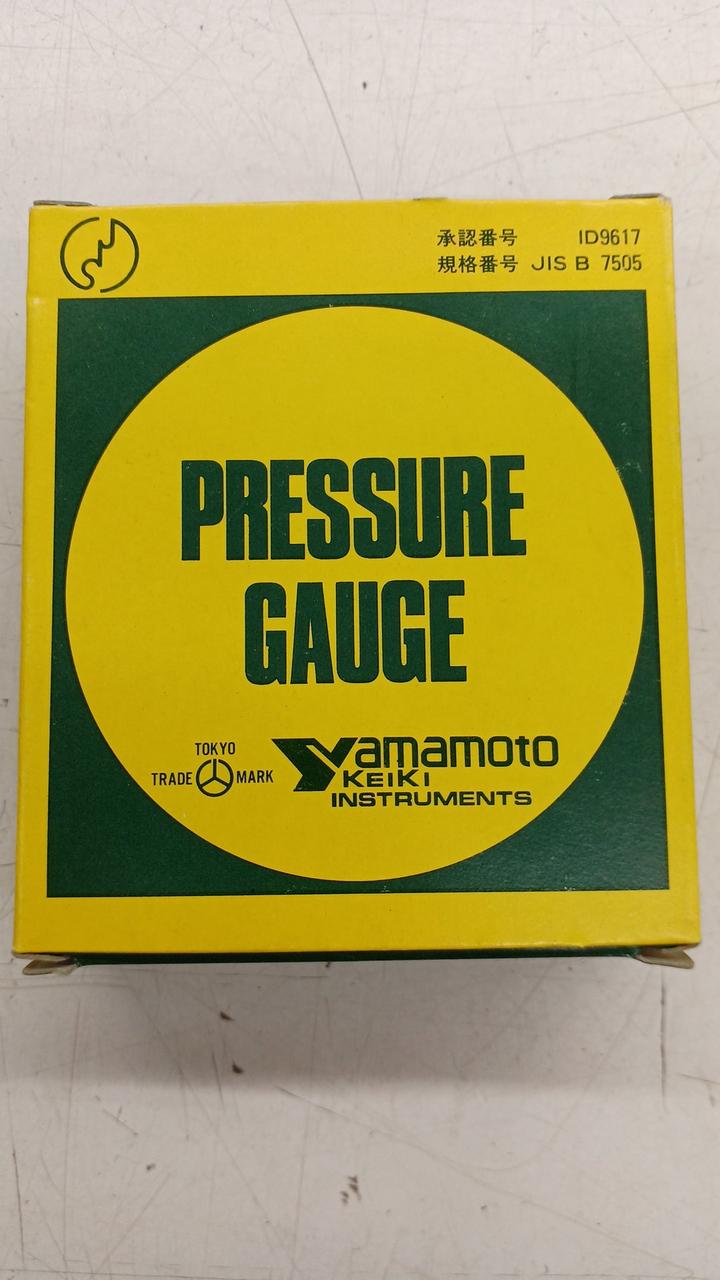 承認番号 ID9617
規格番号 JIS B 7505
PRESSURE
GAUGE
TOKYO
TRADE MARK
Yamamoto
KEIKI
INSTRUMENTS